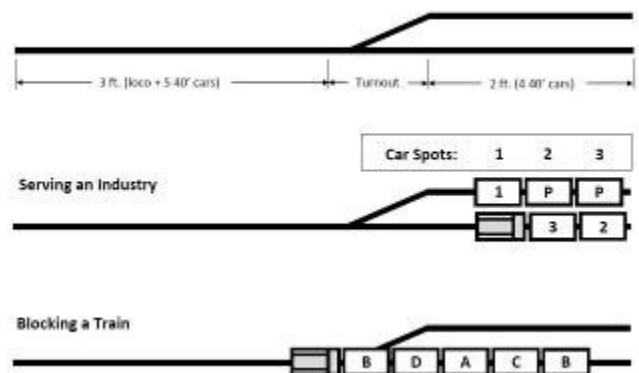 3 ft. (loco + 5 40' cars) Turnout 2 ft. (4 40' cars)
Car Spots: 1 2 3
Serving an Industry
1 P P
3 2
Blocking a Train
B D A C B